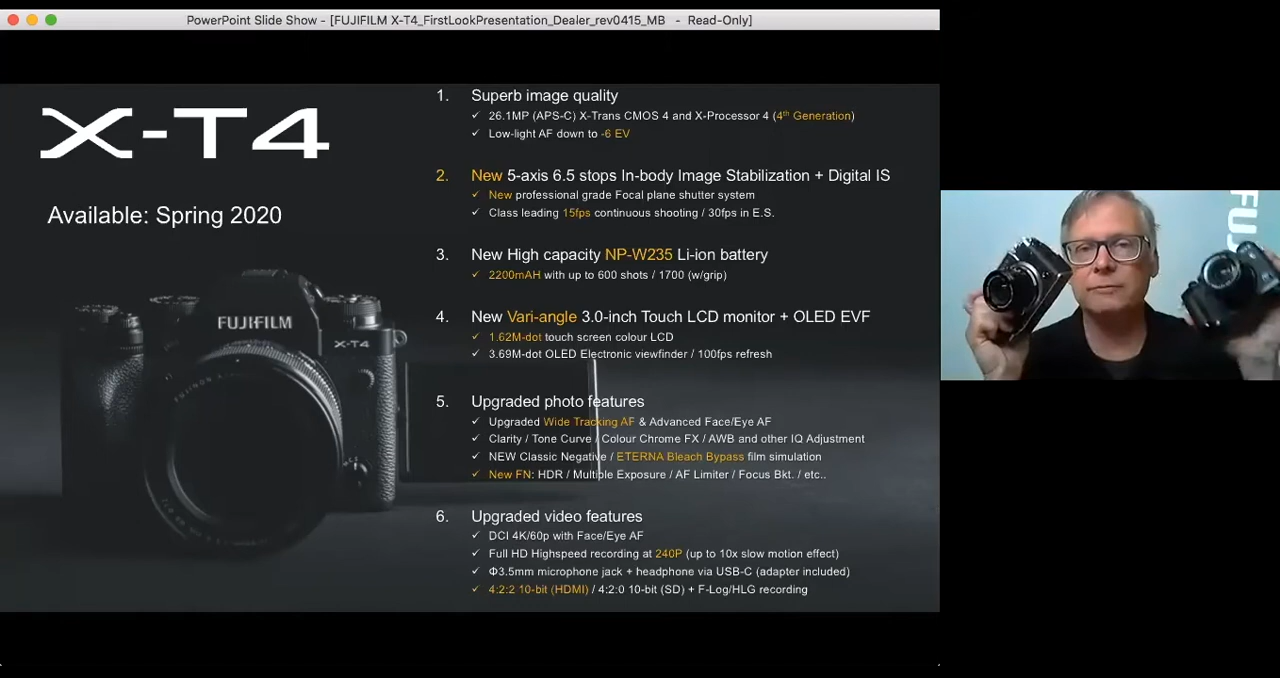 PowerPoint Slide Show - [FUJIFILM X-T4_FirstLookPresentation_Dealer_rev0415_MB - Read-Only]
X-T4
Available: Spring 2020
FUJIFILM
X-T4
1. Superb image quality
✓ 26.1MP (APS-C) X-Trans CMOS 4 and X-Processor 4 (4th Generation)
✓ Low-light AF down to -6 EV
2. New 5-axis 6.5 stops In-body Image Stabilization + Digital IS
✓ New professional grade Focal plane shutter system
✓ Class leading 15fps continuous shooting / 30fps in E.S.
3. New High capacity NP-W235 Li-ion battery
✓ 2200mAH with up to 600 shots / 1700 (w/grip)
4. New Vari-angle 3.0-inch Touch LCD monitor + OLED EVF
✓ 1.62M-dot touch screen colour LCD
✓ 3.69M-dot OLED Electronic viewfinder / 100fps refresh
5. Upgraded photo features
✓ Upgraded Wide Tracking AF & Advanced Face/Eye AF
✓ Clarity / Tone Curve / Colour Chrome FX / AWB and other IQ Adjustment
✓ NEW Classic Negative / ETERNA Bleach Bypass film simulation
✓ New FN: HDR / Multiple Exposure / AF Limiter / Focus Bkt. / etc..
6. Upgraded video features
✓ DCI 4K/60p with Face/Eye AF
✓ Full HD Highspeed recording at 240P (up to 10x slow motion effect)
✓ Φ3.5mm microphone jack + headphone via USB-C (adapter included)
✓ 4:2:2 10-bit (HDMI) / 4:2:0 10-bit (SD) + F-Log/HLG recording
FUJ